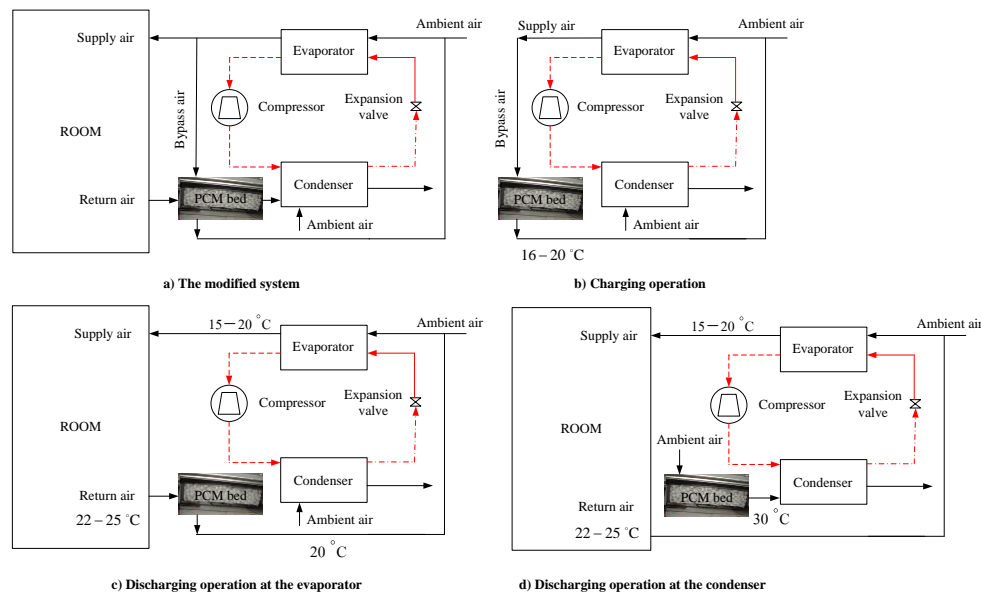 Ambient air
Supply air
Evaporator
Bypass air
Compressor
Expansion
valve
ROOM
Condenser
PCM bed
Return air
Ambient air
a) The modified system
Ambient air
Supply air
Evaporator
Bypass air
Compressor
Expansion
valve
Condenser
PCM bed
Ambient air
16 – 20 °C
b) Charging operation
15—20 °C
Ambient air
Supply air
Evaporator
Compressor
Expansion
valve
ROOM
Condenser
PCM bed
Return air
22 – 25 °C
Ambient air
20 °C
c) Discharging operation at the evaporator
15—20 °C
Ambient air
Supply air
Evaporator
Compressor
Expansion
valve
ROOM
Ambient air
Condenser
PCM bed
Return air
30 °C
22 – 25 °C
d) Discharging operation at the condenser